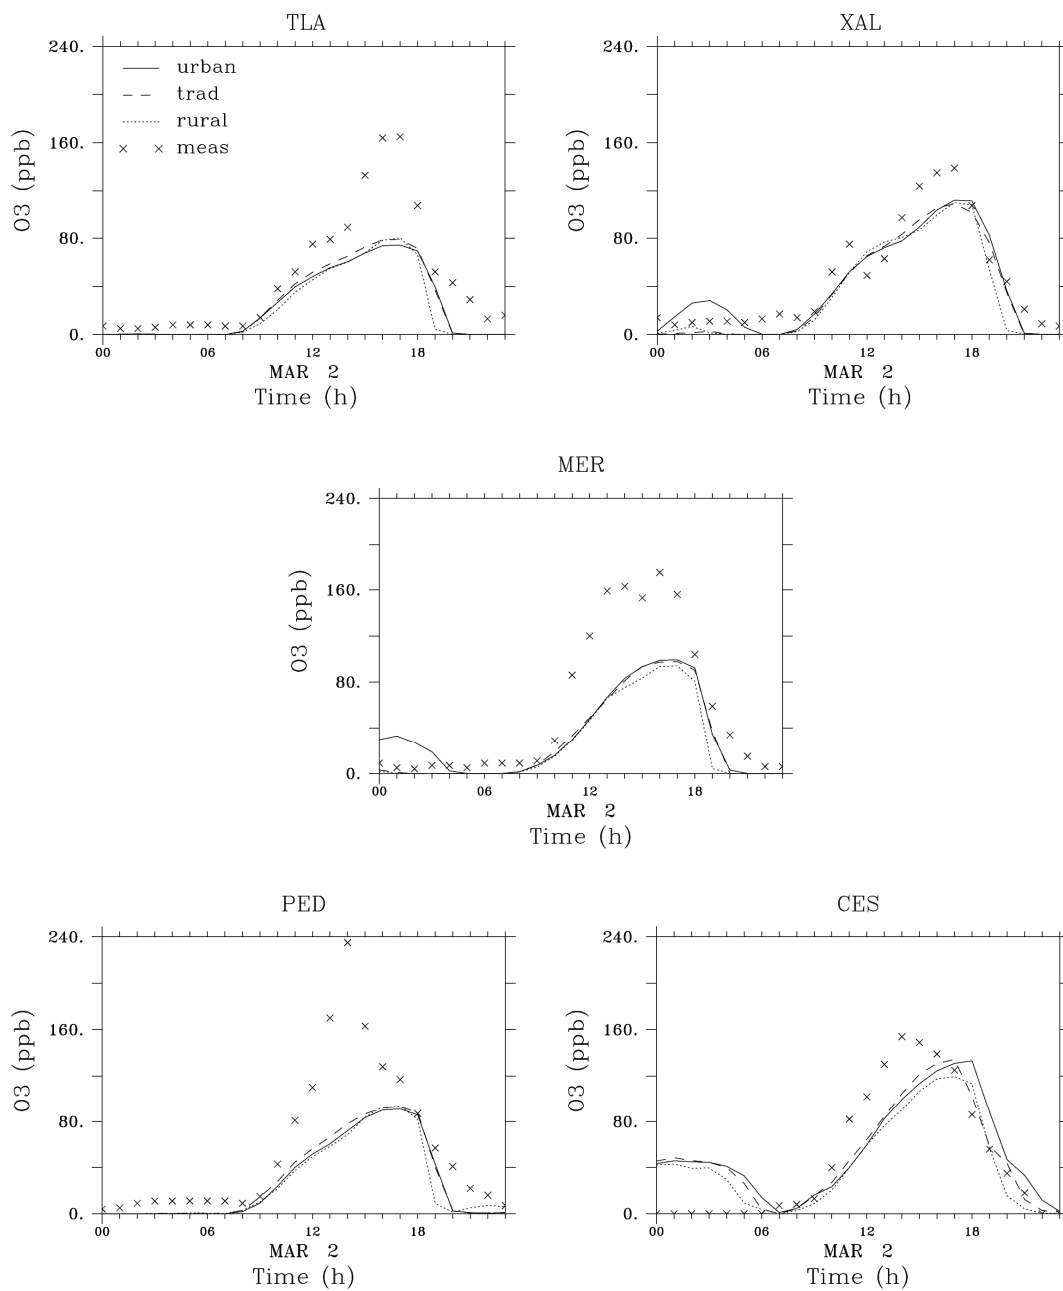 TLA
240.
160.
80.
0.
O3 (ppb)
urban
trad
rural
× × meas
00 06 12 18
MAR 2
Time (h)
XAL
240.
160.
80.
0.
O3 (ppb)
00 06 12 18
MAR 2
Time (h)
MER
240.
160.
80.
0.
O3 (ppb)
00 06 12 18
MAR 2
Time (h)
PED
240.
160.
80.
0.
O3 (ppb)
00 06 12 18
MAR 2
Time (h)
CES
240.
160.
80.
0.
O3 (ppb)
00 06 12 18
MAR 2
Time (h)